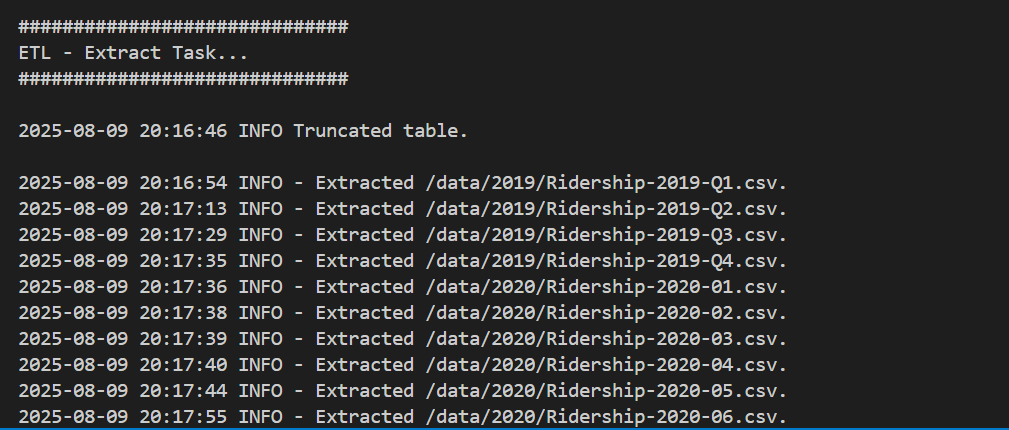 ##############################
ETL - Extract Task...
##############################
2025-08-09 20:16:46 INFO Truncated table.
2025-08-09 20:16:54 INFO - Extracted /data/2019/Ridership-2019-Q1.csv.
2025-08-09 20:17:13 INFO - Extracted /data/2019/Ridership-2019-Q2.csv.
2025-08-09 20:17:29 INFO - Extracted /data/2019/Ridership-2019-Q3.csv.
2025-08-09 20:17:35 INFO - Extracted /data/2019/Ridership-2019-Q4.csv.
2025-08-09 20:17:36 INFO - Extracted /data/2020/Ridership-2020-01.csv.
2025-08-09 20:17:38 INFO - Extracted /data/2020/Ridership-2020-02.csv.
2025-08-09 20:17:39 INFO - Extracted /data/2020/Ridership-2020-03.csv.
2025-08-09 20:17:40 INFO - Extracted /data/2020/Ridership-2020-04.csv.
2025-08-09 20:17:44 INFO - Extracted /data/2020/Ridership-2020-05.csv.
2025-08-09 20:17:55 INFO - Extracted /data/2020/Ridership-2020-06.csv.